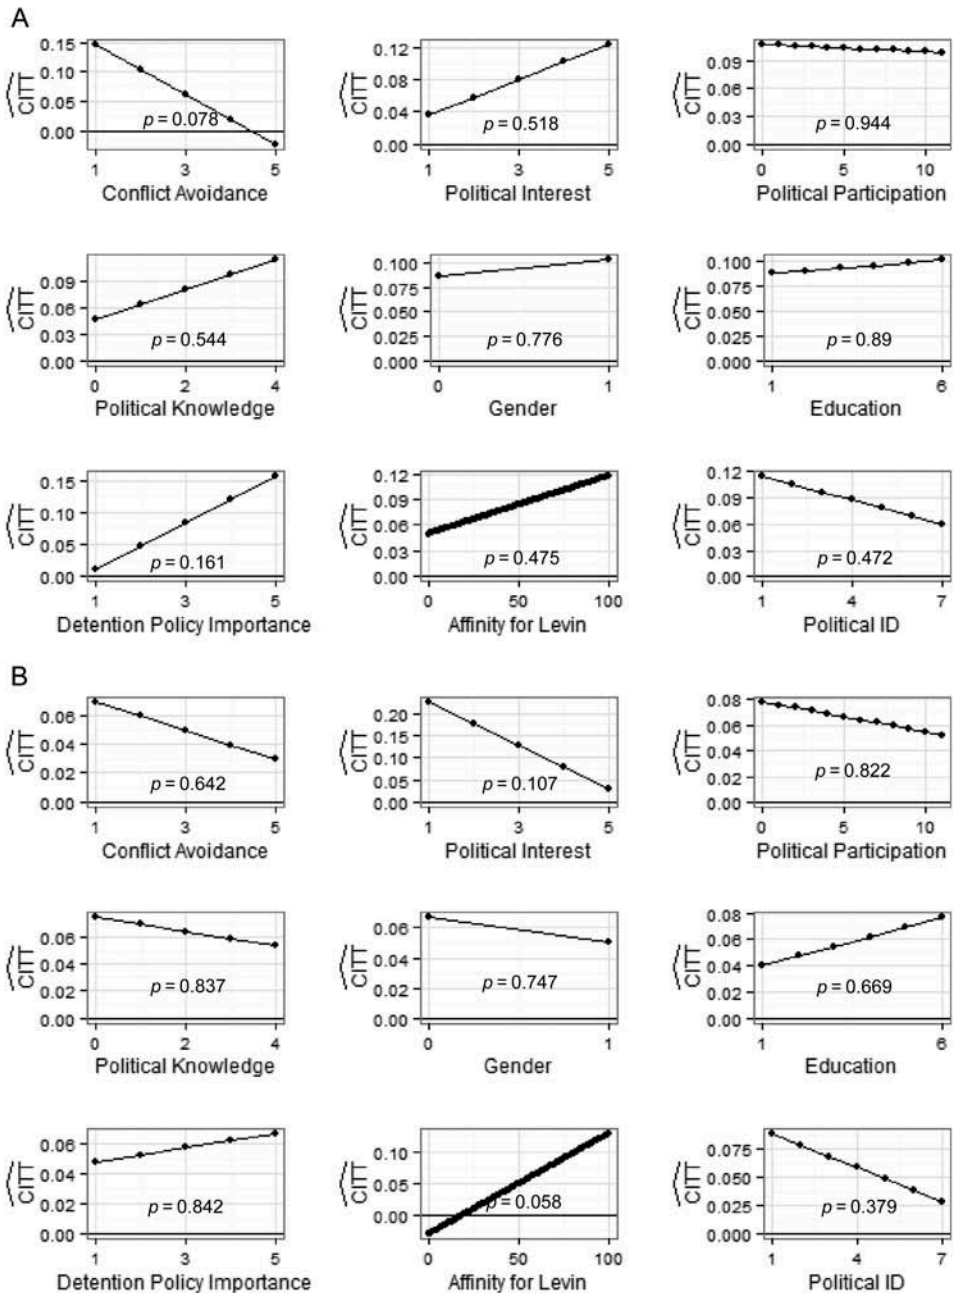 A
CITT
0.15
0.10
0.05
0.00
p = 0.078
1 3 5
Conflict Avoidance
CITT
0.12
0.08
0.04
0.00
p = 0.518
1 3 5
Political Interest
CITT
0.09
0.06
0.03
0.00
p = 0.944
0 5 10
Political Participation
CITT
0.09
0.06
0.03
0.00
p = 0.544
0 2 4
Political Knowledge
CITT
0.100
0.075
0.050
0.025
0.000
p = 0.776
0 1
Gender
CITT
0.100
0.075
0.050
0.025
0.000
p = 0.89
1 6
Education
CITT
0.15
0.10
0.05
0.00
p = 0.161
1 3 5
Detention Policy Importance
CITT
0.12
0.09
0.06
0.03
0.00
p = 0.475
0 50 100
Affinity for Levin
CITT
0.12
0.09
0.06
0.03
0.00
p = 0.472
1 4 7
Political ID
B
CITT
0.06
0.04
0.02
0.00
p = 0.642
1 3 5
Conflict Avoidance
CITT
0.20
0.15
0.10
0.05
0.00
p = 0.107
1 3 5
Political Interest
CITT
0.08
0.06
0.04
0.02
0.00
p = 0.822
0 5 10
Political Participation
CITT
0.06
0.04
0.02
0.00
p = 0.837
0 2 4
Political Knowledge
CITT
0.06
0.04
0.02
0.00
p = 0.747
0 1
Gender
CITT
0.08
0.06
0.04
0.02
0.00
p = 0.669
1 6
Education
CITT
0.06
0.04
0.02
0.00
p = 0.842
1 3 5
Detention Policy Importance
CITT
0.10
0.05
0.00
p = 0.058
0 50 100
Affinity for Levin
CITT
0.075
0.050
0.025
0.000
p = 0.379
1 4 7
Political ID